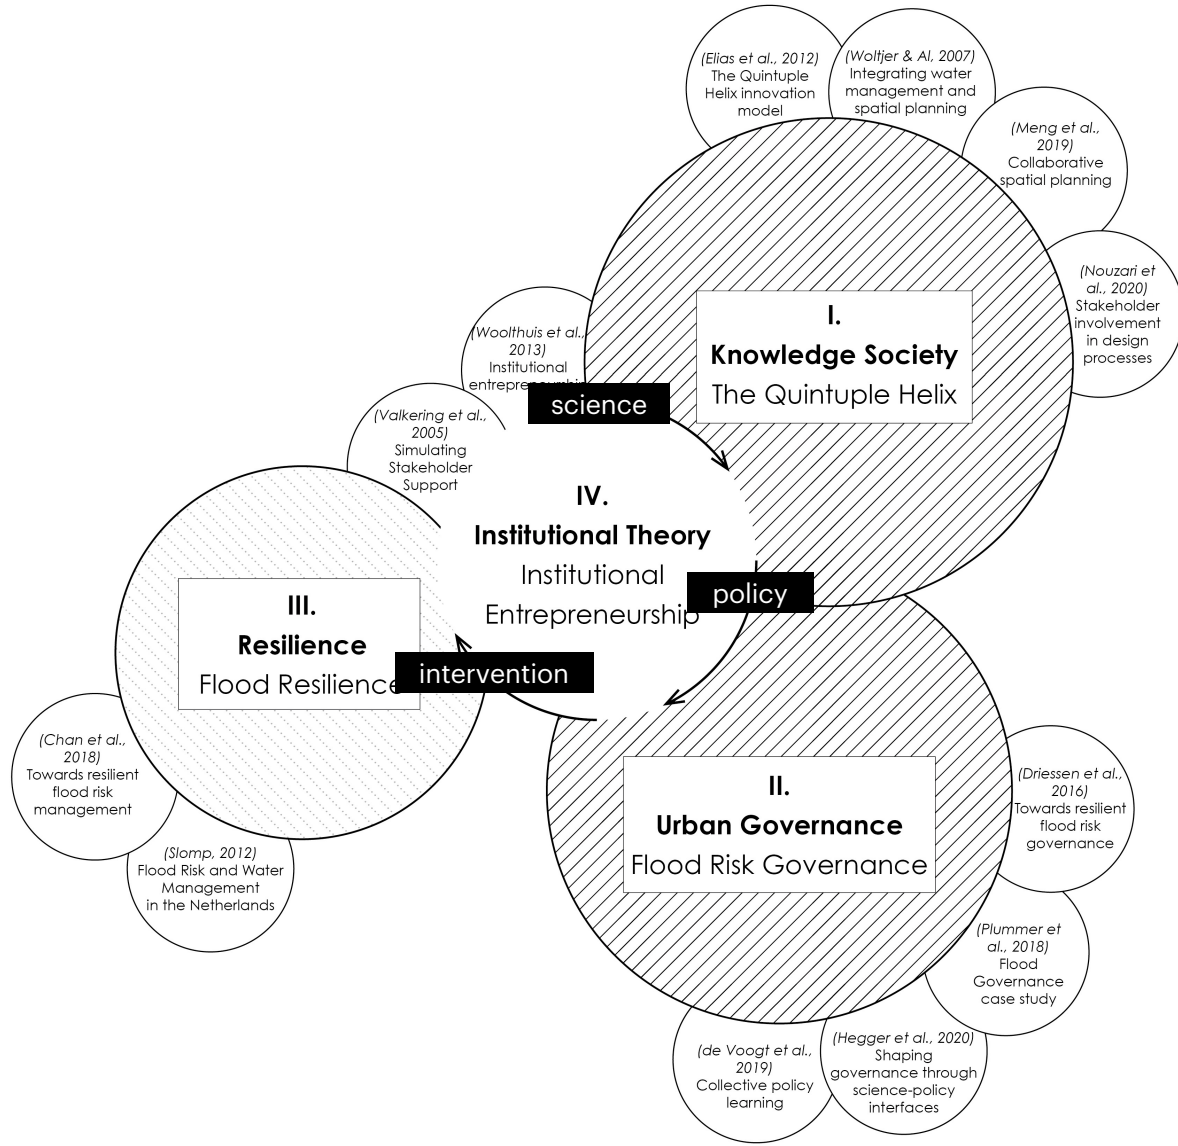 (Elias et al., 2012)
The Quintuple
Helix innovation
model
(Woltjer & Al, 2007)
Integrating water
management and
spatial planning
(Meng et al.,
2019)
Collaborative
spatial planning
(Nouzari et
al., 2020)
Stakeholder
involvement
in design
processes
I.
Knowledge Society
The Quintuple Helix
(Woolthuis et al.,
2013)
Institutional
entrepreneurship
science
(Valkering et al.,
2005)
Simulating
Stakeholder
Support
IV.
Institutional Theory
Institutional
Entrepreneurship
policy
III.
Resilience
Flood Resilience
intervention
(Chan et al.,
2018)
Towards resilient
flood risk
management
(Slomp, 2012)
Flood Risk and Water
Management
in the Netherlands
II.
Urban Governance
Flood Risk Governance
(Driessen et al.,
2016)
Towards resilient
flood risk
governance
(Plummer et
al., 2018)
Flood
Governance
case study
(Hegger et al., 2020)
Shaping
governance through
science-policy
interfaces
(de Voogt et al.,
2019)
Collective policy
learning